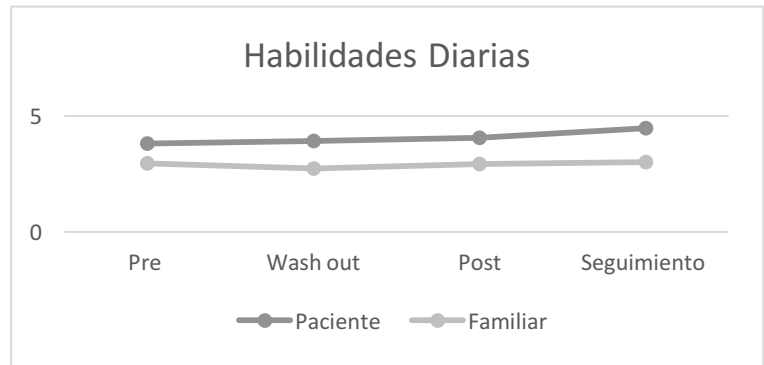 Habilidades Diarias
5
0
Pre Wash out Post Seguimiento
Paciente Familiar